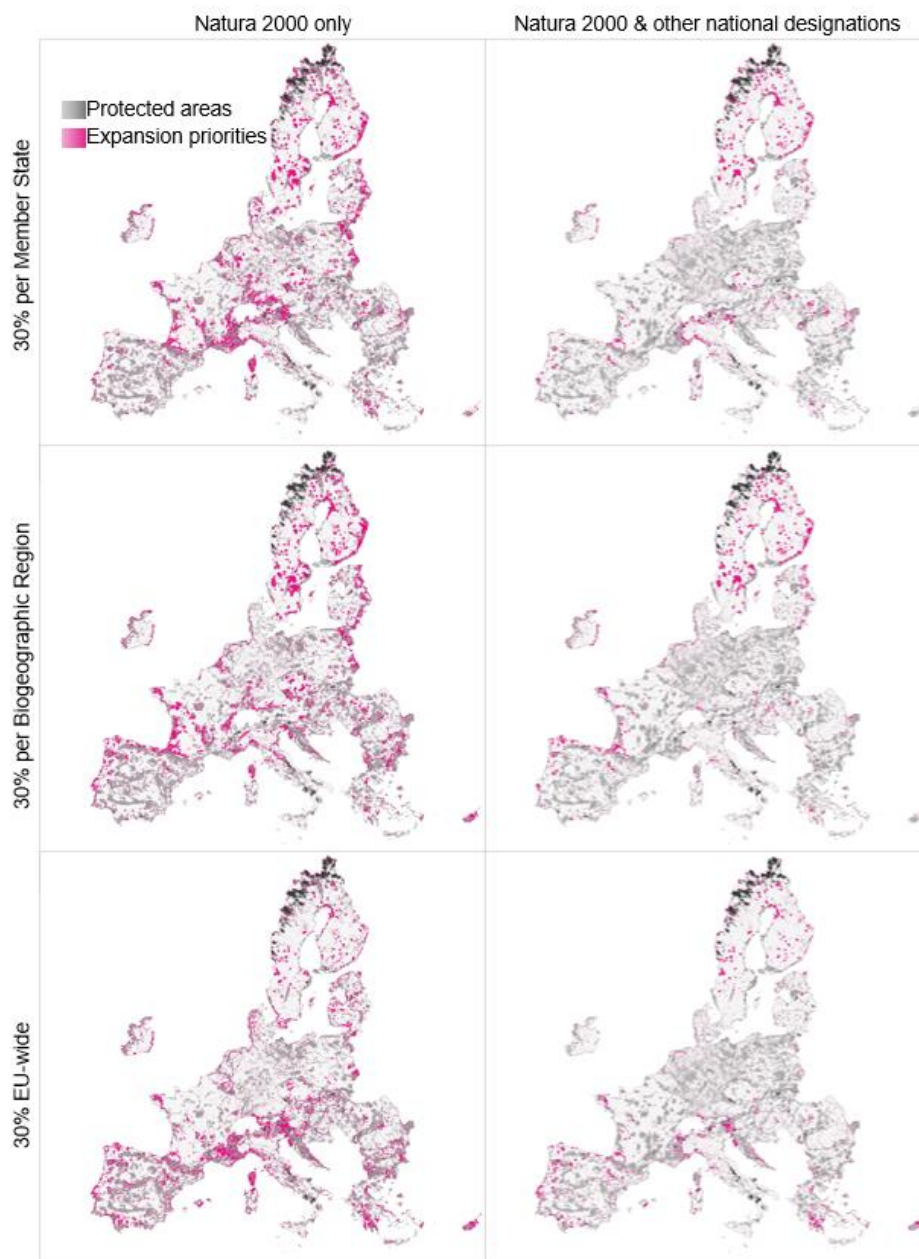 Natura 2000 only
Natura 2000 & other national designations
Protected areas
Expansion priorities
30% per Member State
30% per Biogeographic Region
30% EU-wide